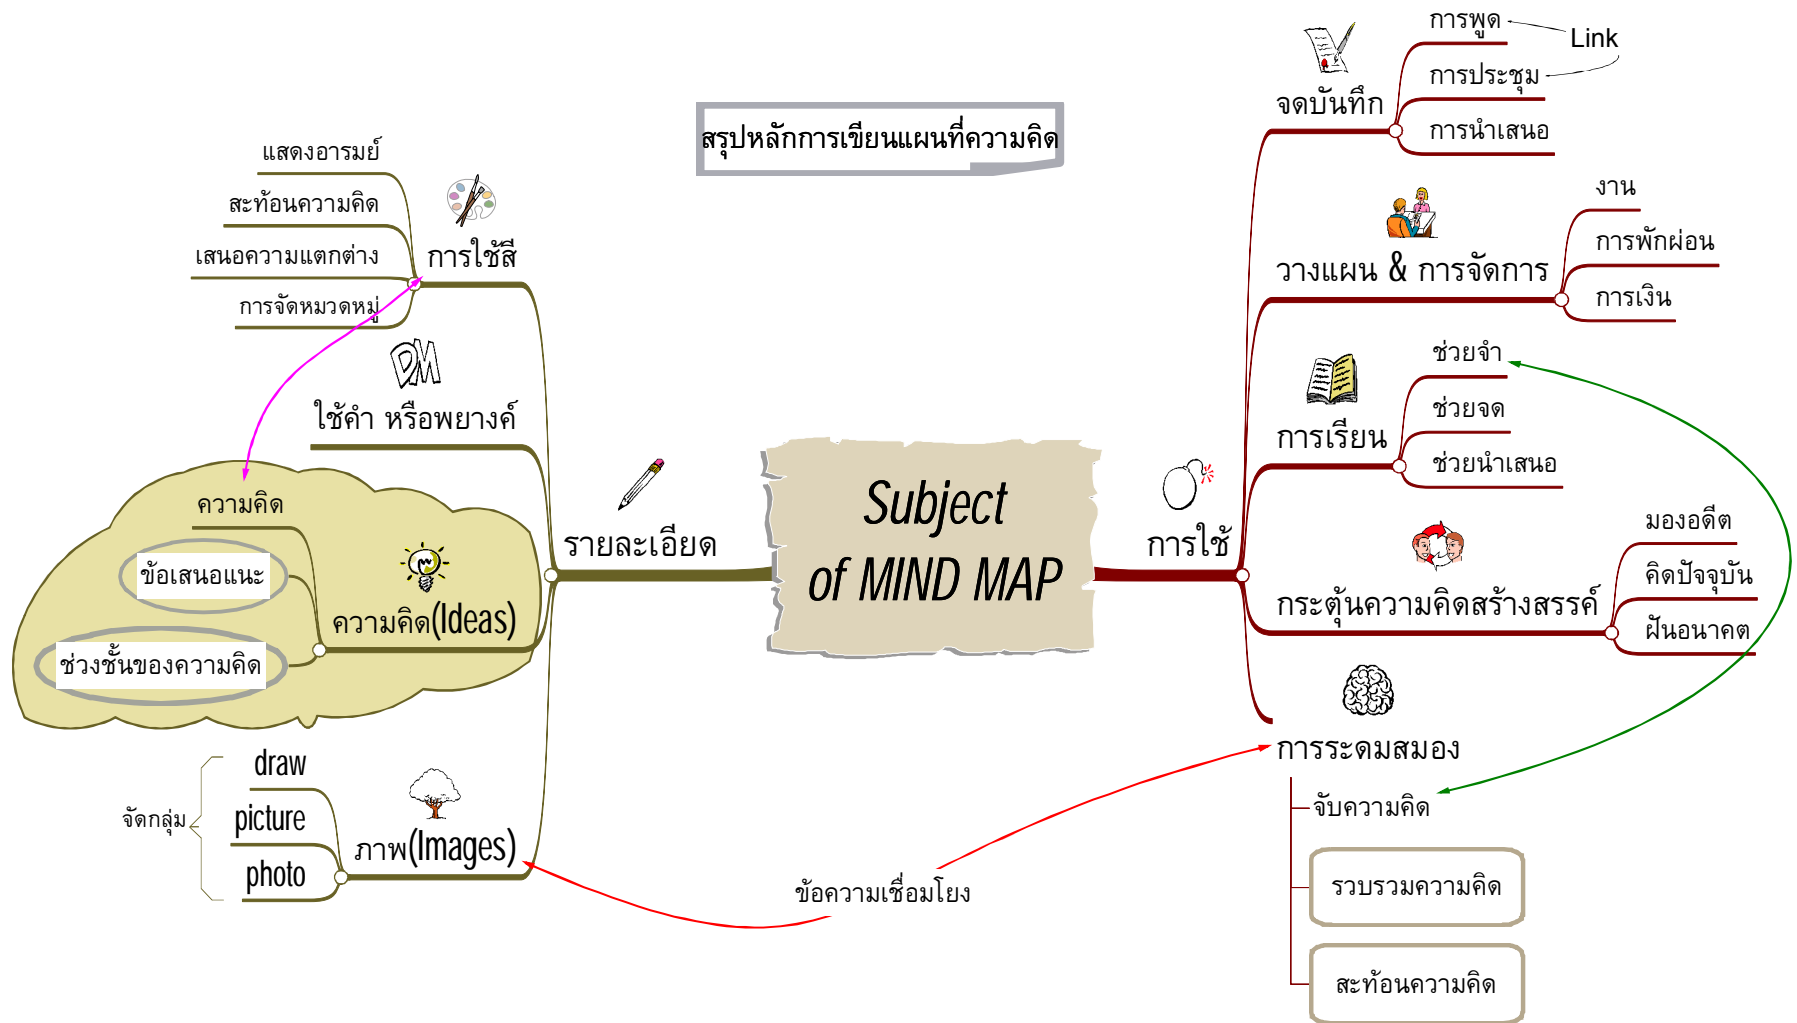 สรุปหลักการเขียนแผนที่ความคิด
Subject
of MIND MAP
รายละเอียด
การใช้สี
แสดงอารมย์
สะท้อนความคิด
เสนอความแตกต่าง
การจัดหมวดหมู่
DM
ใช้คำ หรือพยางค์
ความคิด(Ideas)
ความคิด
ข้อเสนอแนะ
ช่วงชั้นของความคิด
ภาพ(Images)
draw
picture
photo
จัดกลุ่ม
ข้อความเชื่อมโยง
การใช้
จดบันทึก
การพูด
การประชุม
การนำเสนอ
Link
วางแผน & การจัดการ
งาน
การพักผ่อน
การเงิน
การเรียน
ช่วยจำ
ช่วยจด
ช่วยนำเสนอ
กระตุ้นความคิดสร้างสรรค์
มองอดีต
คิดปัจจุบัน
ฝันอนาคต
การระดมสมอง
จับความคิด
รวบรวมความคิด
สะท้อนความคิด